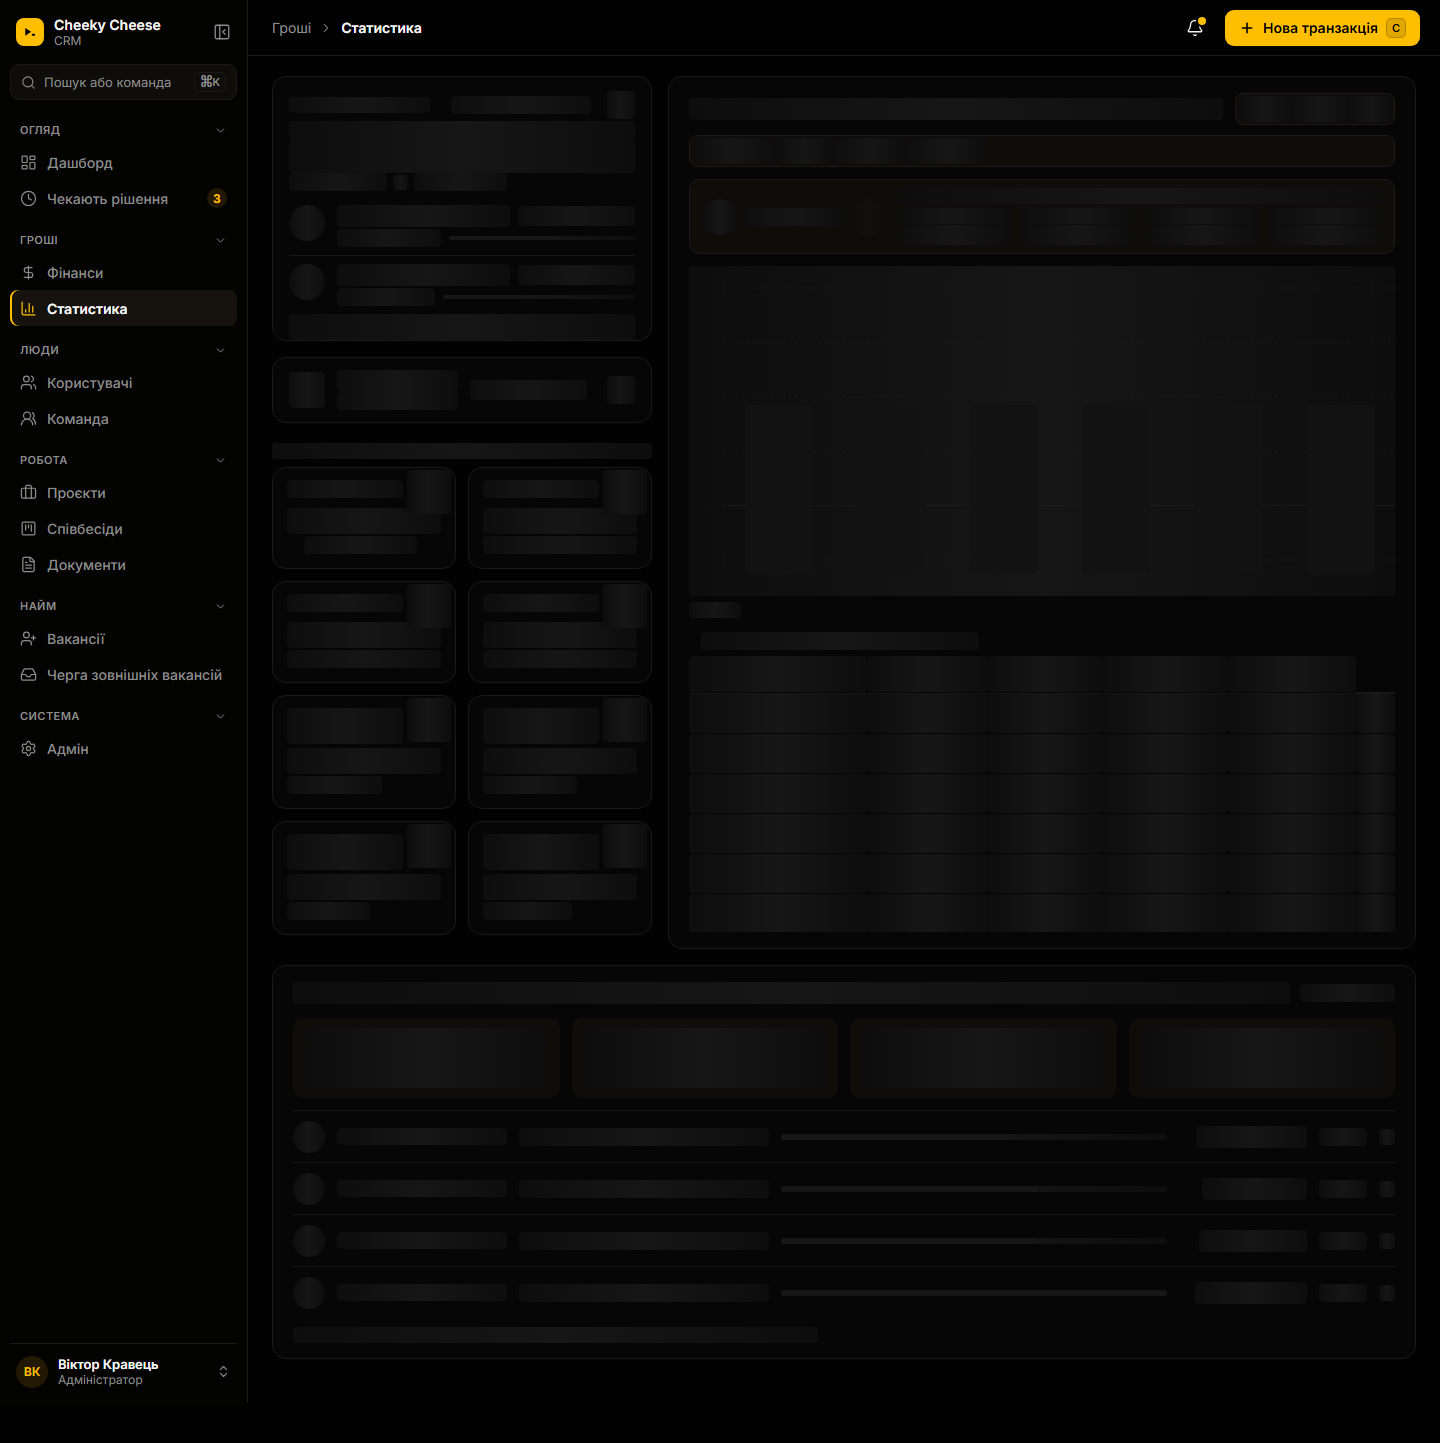 Cheeky Cheese
CRM
Пошук або команда
⌘K
ОГЛЯД
Дашборд
Чекають рішення
3
ГРОШІ
Фінанси
Статистика
ЛЮДИ
Користувачі
Команда
РОБОТА
Проєкти
Співбесіди
Документи
НАЙМ
Вакансії
Черга зовнішніх вакансій
СИСТЕМА
Адмін
ВК
Віктор Кравець
Адміністратор
Гроші
Статистика
Нова транзакція
C